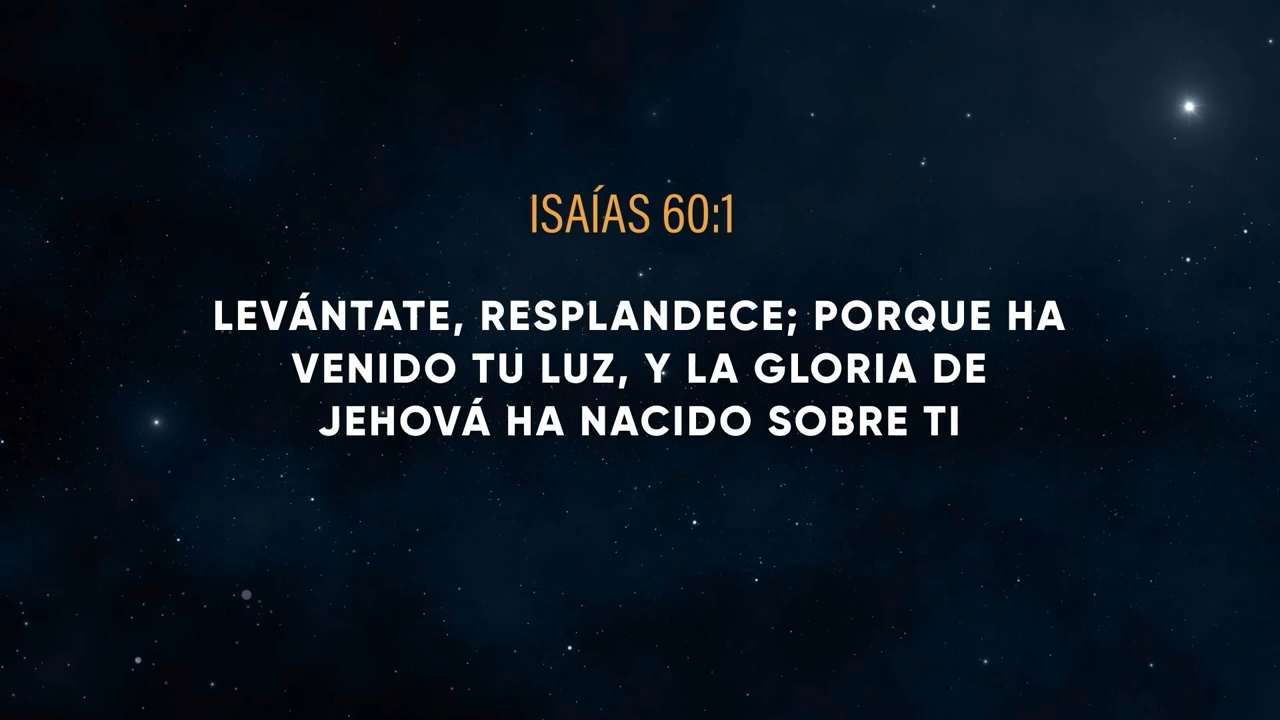 ISAÍAS 60:1
LEVÁNTATE, RESPLANDECE; PORQUE HA
VENIDO TU LUZ, Y LA GLORIA DE
JEHOVÁ HA NACIDO SOBRE TI